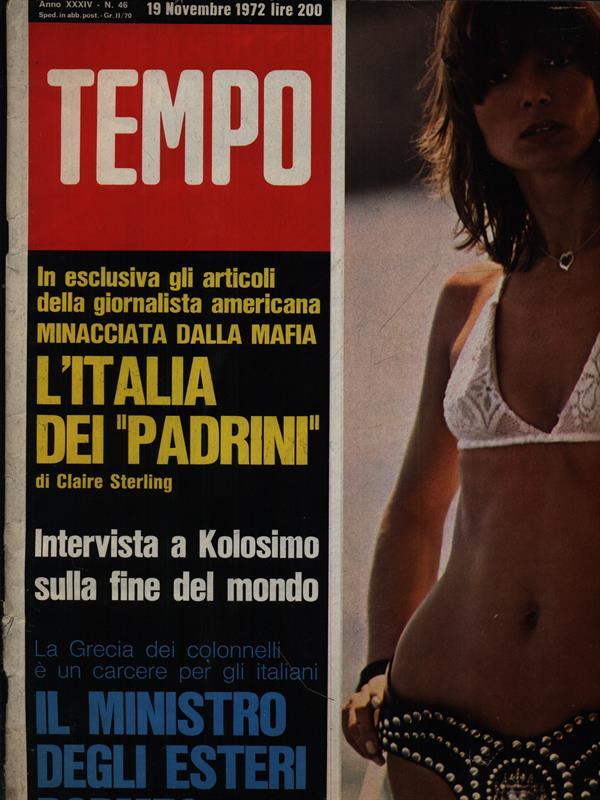 Anno XXXIV - N. 46
Sped. in abb. post. - Gr. II/70
19 Novembre 1972 lire 200
TEMPO
In esclusiva gli articoli
della giornalista americana
MINACCIATA DALLA MAFIA
L'ITALIA
DEI "PADRINI"
di Claire Sterling
Intervista a Kolosimo
sulla fine del mondo
La Grecia dei colonnelli
è un carcere per gli italiani
IL MINISTRO
DEGLI ESTERI